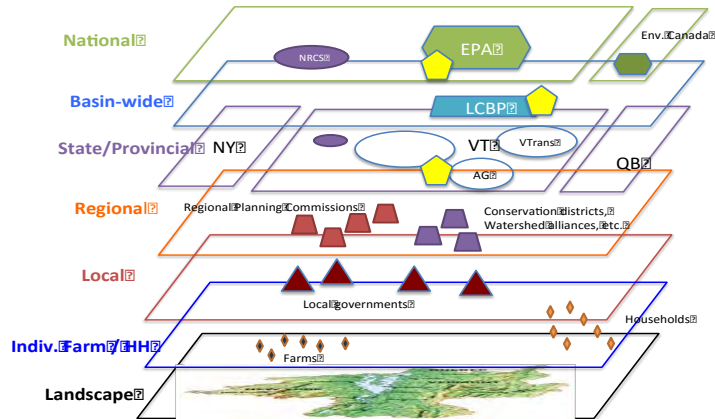 National⍰
Env.⍰Canada⍰
NRCS⍰
EPA⍰
Basin-wide⍰
LCBP⍰
State/Provincial⍰
NY⍰
VT⍰
VTrans⍰
QB⍰
AG⍰
Regional⍰
Regional⍰Planning⍰Commissions⍰
Conservation⍰districts,⍰
Watershed⍰alliances,⍰etc.⍰
Local⍰
Local⍰governments⍰
Households⍰
Indiv.⍰Farm⍰/⍰HH⍰
Farms⍰
Landscape⍰